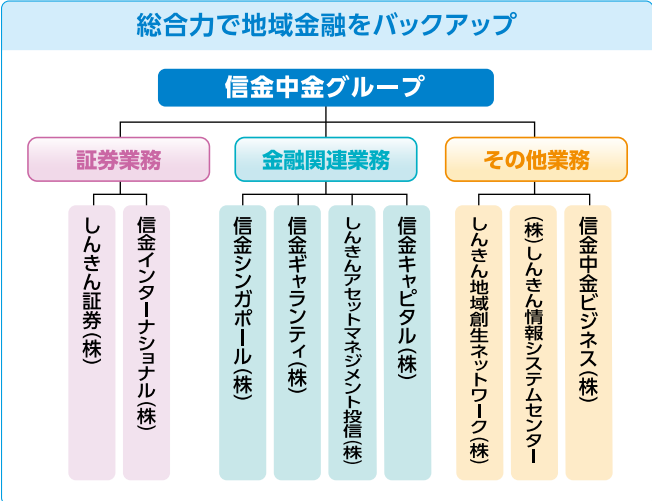 総合力で地域金融をバックアップ
信金中金グループ
証券業務
しんきん証券(株)
信金インターナショナル(株)
金融関連業務
信金シンガポール(株)
信金ギャランティ(株)
しんきんアセットマネジメント投信(株)
信金キャピタル(株)
その他業務
しんきん地域創生ネットワーク(株)
(株)しんきん情報システムセンター
信金中金ビジネス(株)